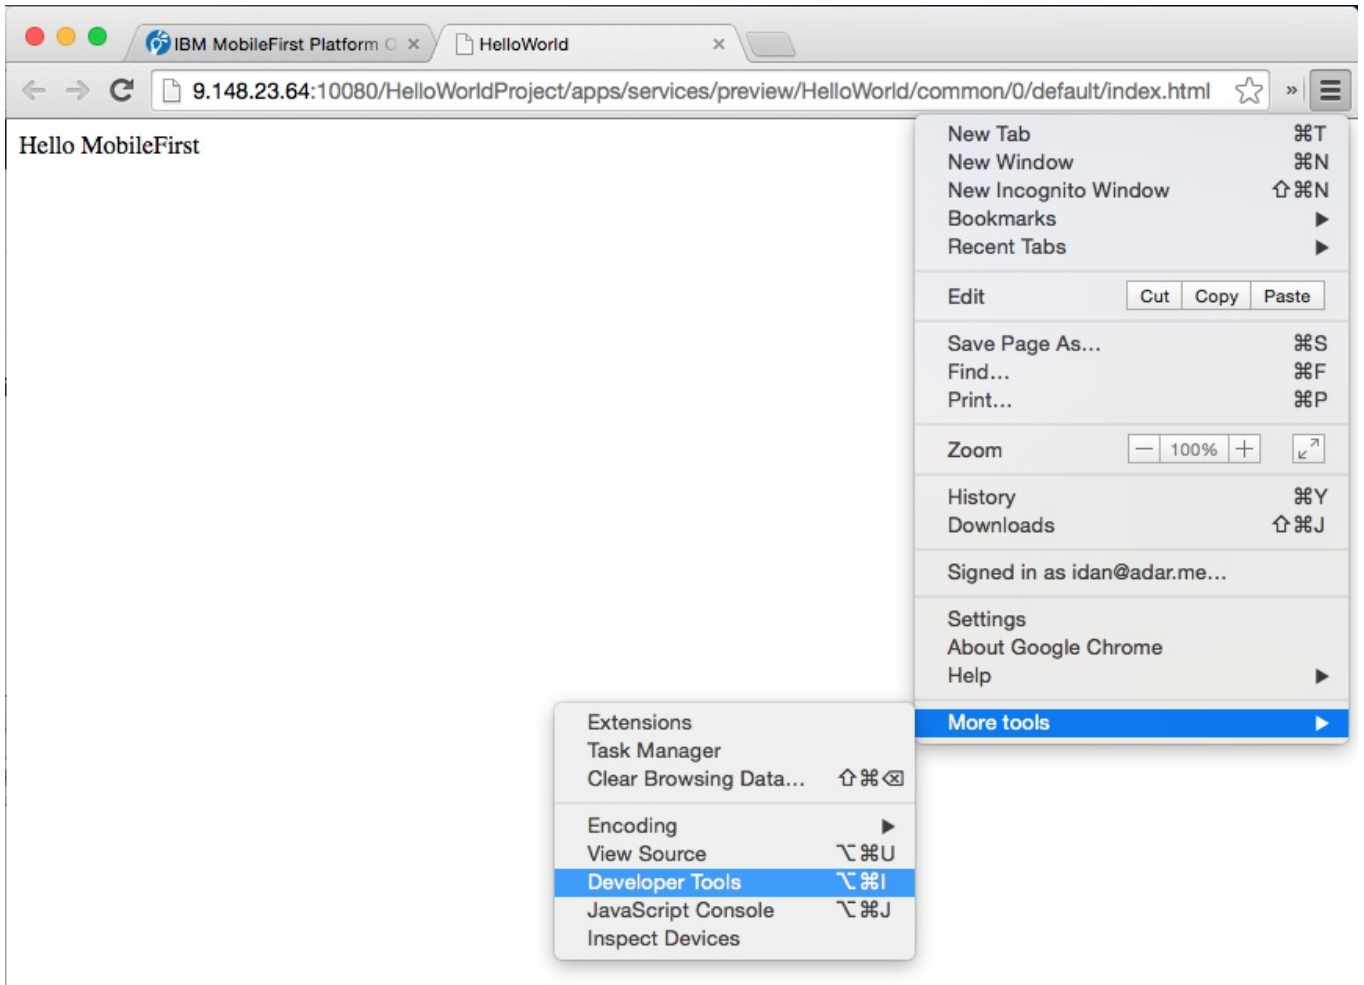 IBM MobileFirst Platform O
HelloWorld
9.148.23.64:10080/HelloWorldProject/apps/services/preview/HelloWorld/common/0/default/index.html
Hello MobileFirst
New Tab ⌘T
New Window ⌘N
New Incognito Window ⇧⌘N
Bookmarks ▶
Recent Tabs ▶
Edit Cut Copy Paste
Save Page As... ⌘S
Find... ⌘F
Print... ⌘P
Zoom − 100% +
History ⌘Y
Downloads ⇧⌘J
Signed in as idan@adar.me...
Settings
About Google Chrome
Help ▶
More tools ▶
Extensions
Task Manager
Clear Browsing Data... ⇧⌘⌫
Encoding ▶
View Source ⌥⌘U
Developer Tools ⌥⌘I
JavaScript Console ⌥⌘J
Inspect Devices